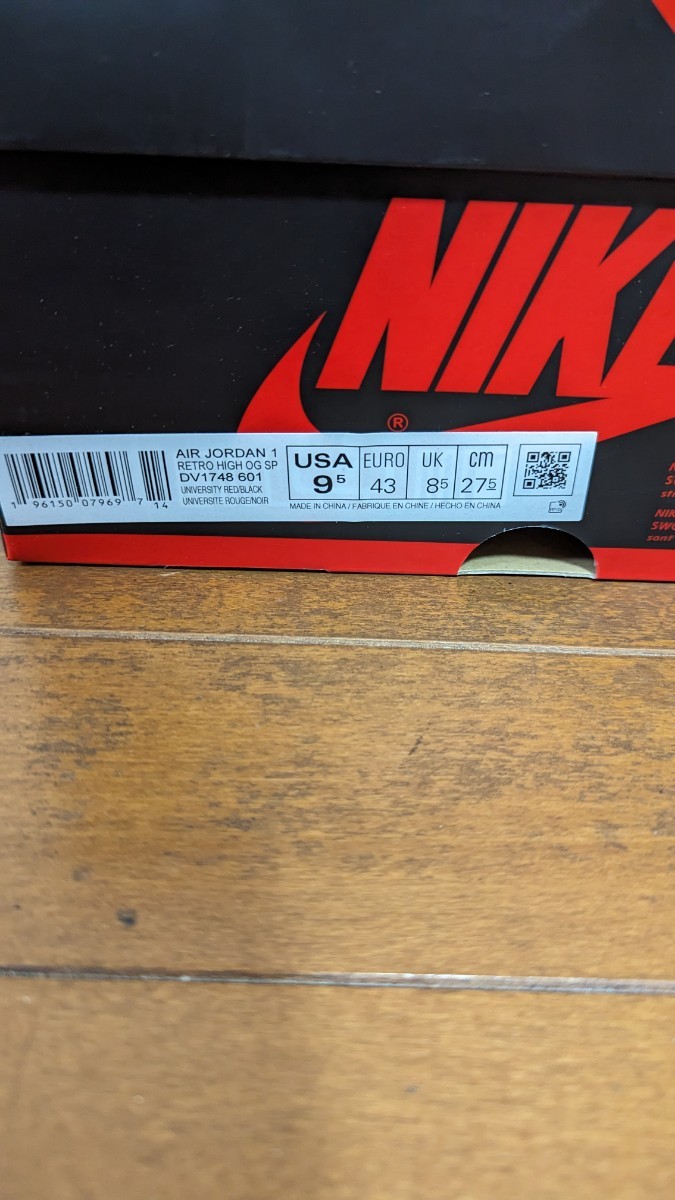 NIKE
®
AIR JORDAN 1
RETRO HIGH OG SP
DV1748 601
UNIVERSITY RED/BLACK
UNIVERSITE ROUGE/NOIR
1 96150 07969 7 14
USA 9⁵
EURO 43
UK 8⁵
cm 27⁵
MADE IN CHINA / FABRIQUE EN CHINE / HECHO EN CHINA